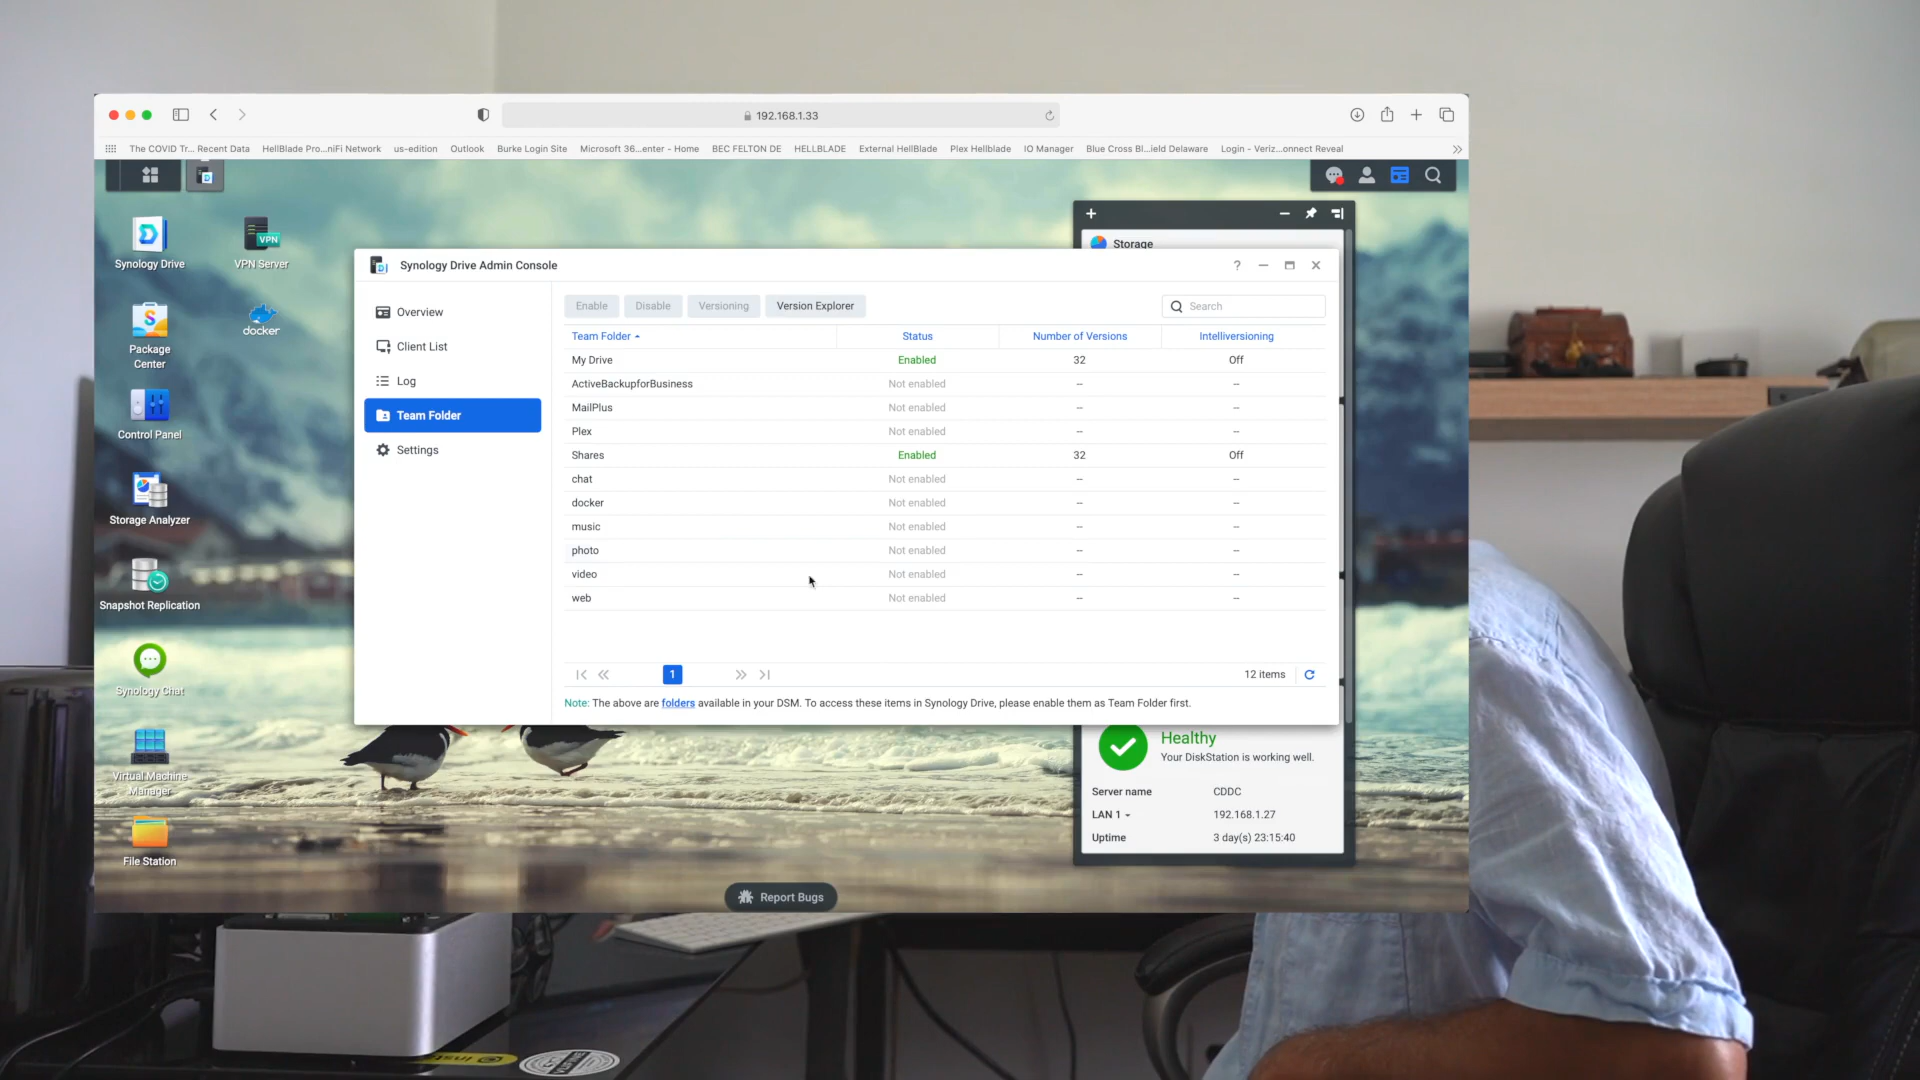 192.168.1.33
The COVID Tr... Recent Data HellBlade Pro...niFi Network us-edition Outlook Burke Login Site Microsoft 36...enter - Home BEC FELTON DE HELLBLADE External HellBlade Plex Hellblade IO Manager Blue Cross Bl...ield Delaware Login - Veriz...onnect Reveal
Synology Drive
VPN
VPN Server
Package
Center
docker
Control Panel
Storage Analyzer
Snapshot Replication
Synology Chat
Virtual Machine
Manager
File Station
Storage
Synology Drive Admin Console
Overview
Client List
Log
Team Folder
Settings
Enable Disable Versioning Version Explorer Search
Team Folder Status Number of Versions Intelliversioning
My Drive Enabled 32 Off
ActiveBackupforBusiness Not enabled -- --
MailPlus Not enabled -- --
Plex Not enabled -- --
Shares Enabled 32 Off
chat Not enabled -- --
docker Not enabled -- --
music Not enabled -- --
photo Not enabled -- --
video Not enabled -- --
web Not enabled -- --
1 12 items
Note: The above are folders available in your DSM. To access these items in Synology Drive, please enable them as Team Folder first.
Healthy
Your DiskStation is working well.
Server name CDDC
LAN 1 192.168.1.27
Uptime 3 day(s) 23:15:40
Report Bugs